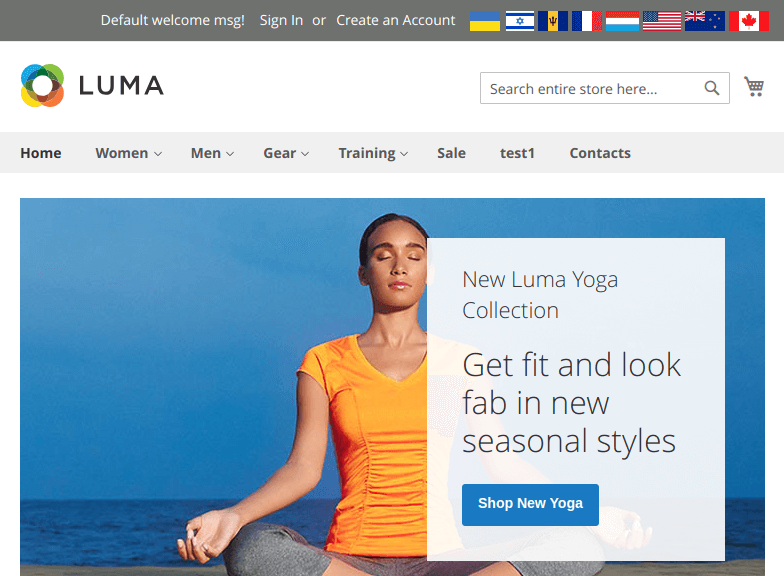 Default welcome msg! Sign In or Create an Account
LUMA
Search entire store here...
Home Women Men Gear Training Sale test1 Contacts
New Luma Yoga
Collection
Get fit and look
fab in new
seasonal styles
Shop New Yoga